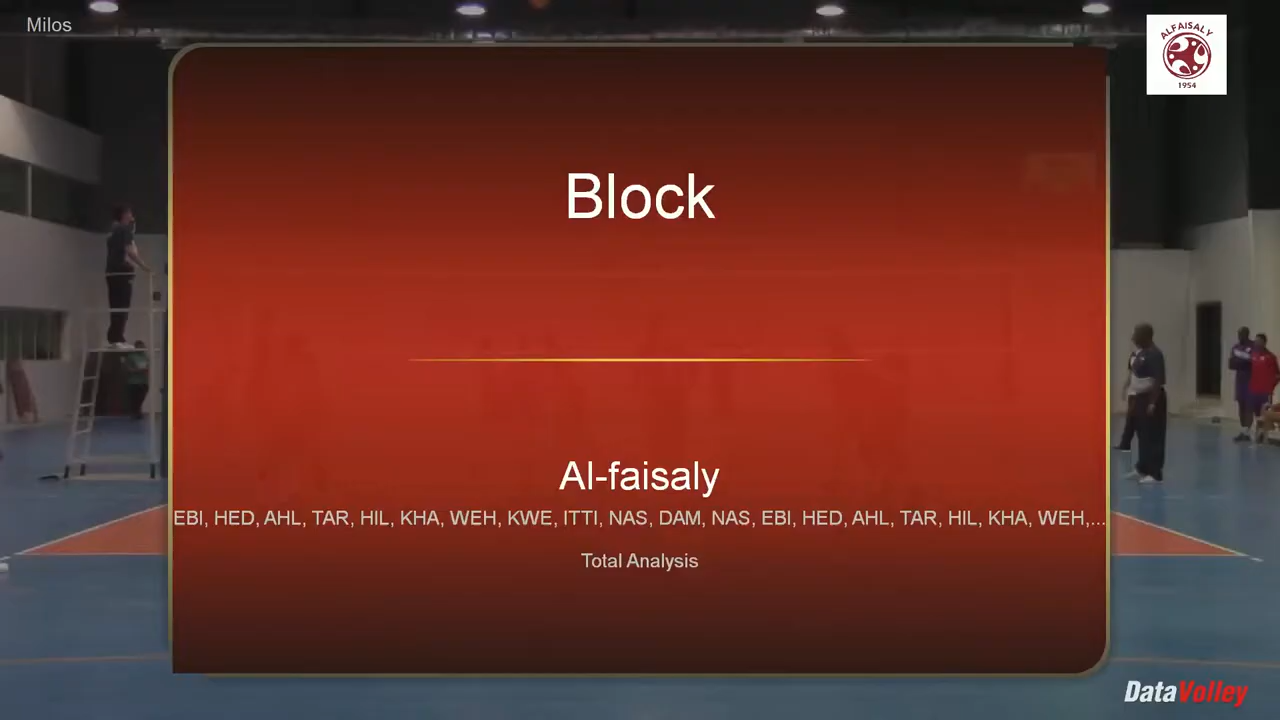 Milos
ALFAISALY
1954
Block
Al-faisaly
EBI, HED, AHL, TAR, HIL, KHA, WEH, KWE, ITTI, NAS, DAM, NAS, EBI, HED, AHL, TAR, HIL, KHA, WEH,...
Total Analysis
DataVolley